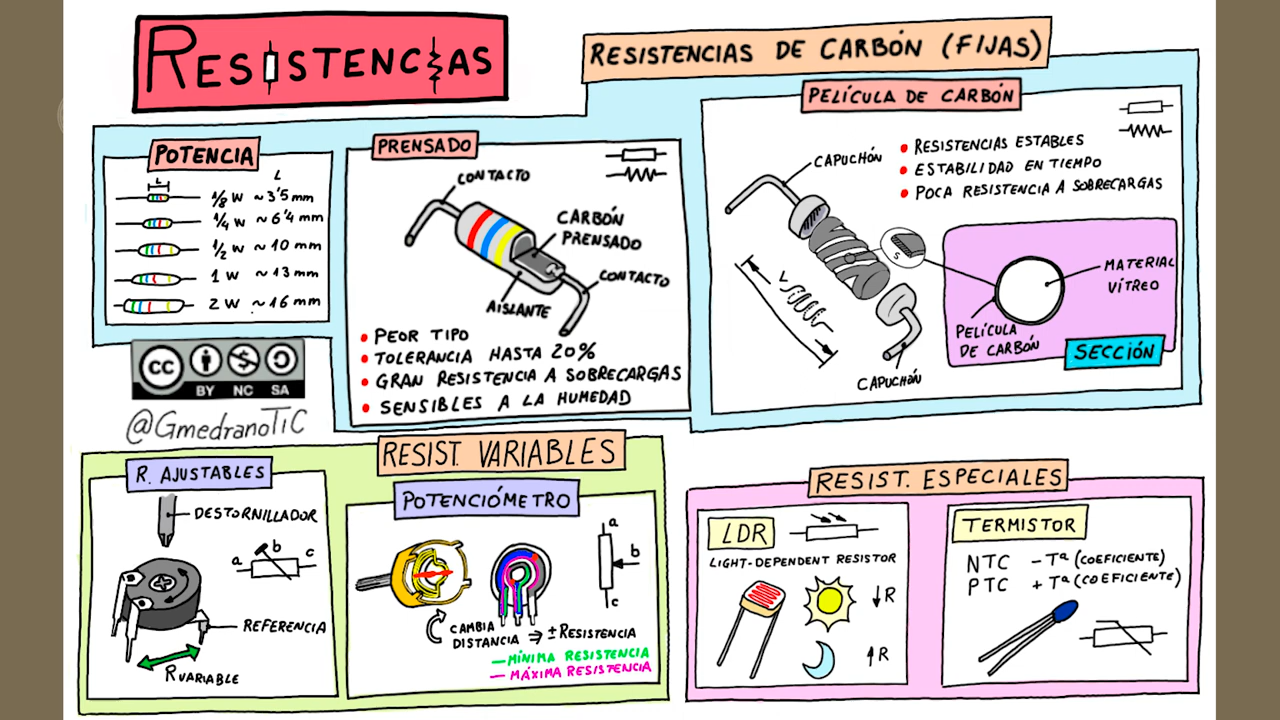 RESISTENCIAS
RESISTENCIAS DE CARBÓN (FIJAS)
POTENCIA
L
L
1/8 W ~ 3'5 mm
1/4 W ~ 6'4 mm
1/2 W ~ 10 mm
1 W ~ 13 mm
2 W ~ 16 mm
PRENSADO
CONTACTO
CARBÓN
PRENSADO
CONTACTO
AISLANTE
• PEOR TIPO
• TOLERANCIA HASTA 20%
• GRAN RESISTENCIA A SOBRECARGAS
• SENSIBLES A LA HUMEDAD
PELÍCULA DE CARBÓN
CAPUCHÓN
• RESISTENCIAS ESTABLES
• ESTABILIDAD EN TIEMPO
• POCA RESISTENCIA A SOBRECARGAS
S
L
CAPUCHÓN
MATERIAL
VÍTREO
PELÍCULA
DE CARBÓN
SECCIÓN
CC
BY NC SA
@GmedranoTIC
RESIST. VARIABLES
R. AJUSTABLES
DESTORNILLADOR
a b c
REFERENCIA
R VARIABLE
POTENCIÓMETRO
a
b
c
CAMBIA
DISTANCIA ⇒ ± RESISTENCIA
— MÍNIMA RESISTENCIA
— MÁXIMA RESISTENCIA
RESIST. ESPECIALES
LDR
LIGHT-DEPENDENT RESISTOR
↓R
↑R
TERMISTOR
NTC - Tª (COEFICIENTE)
PTC + Tª (COEFICIENTE)